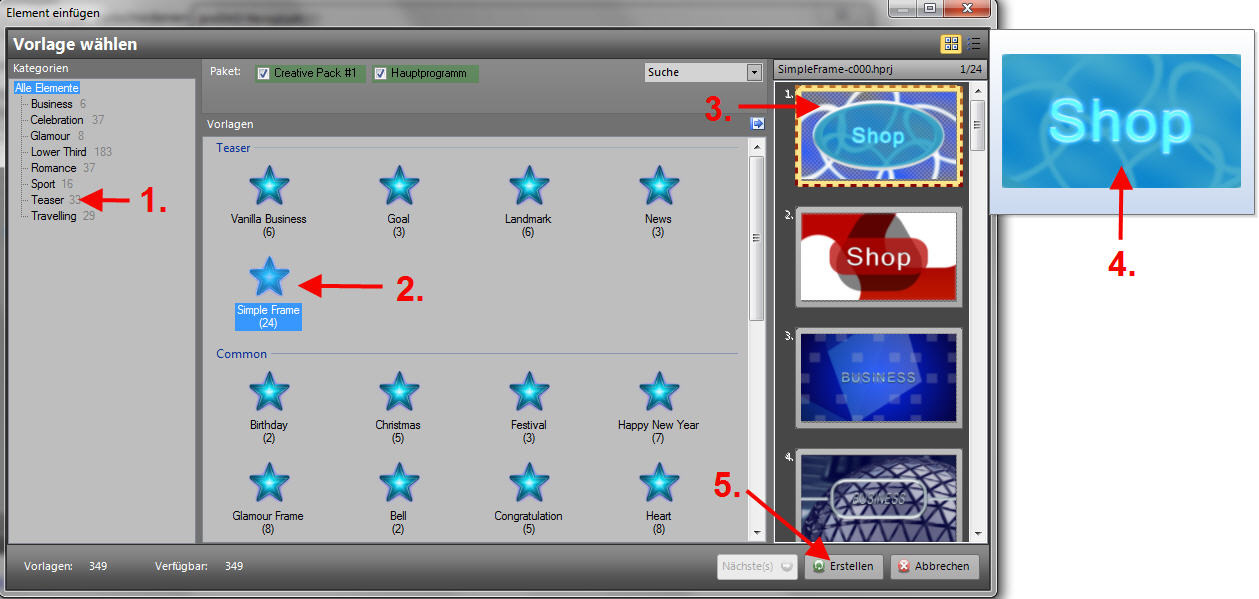 Element einfügen
Vorlage wählen
Kategorien
Alle Elemente
Business 6
Celebration 37
Glamour 8
Lower Third 183
Romance 37
Sport 16
Teaser 33
Travelling 29
1.
Paket:
Creative Pack #1
Hauptprogramm
Suche
Vorlagen
Teaser
Vanilla Business
(6)
Goal
(3)
Landmark
(6)
News
(3)
Simple Frame
(24)
2.
Common
Birthday
(2)
Christmas
(5)
Festival
(3)
Happy New Year
(7)
Glamour Frame
(8)
Bell
(2)
Congratulation
(5)
Heart
(8)
SimpleFrame-c000.hprj 1/24
3.
1.
Shop
2.
Shop
3.
BUSINESS
4.
BUSINESS
Shop
4.
5.
Vorlagen: 349
Verfügbar: 349
Nächste(s)
Erstellen
Abbrechen